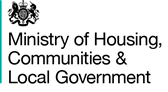 Ministry of Housing,
Communities &
Local Government